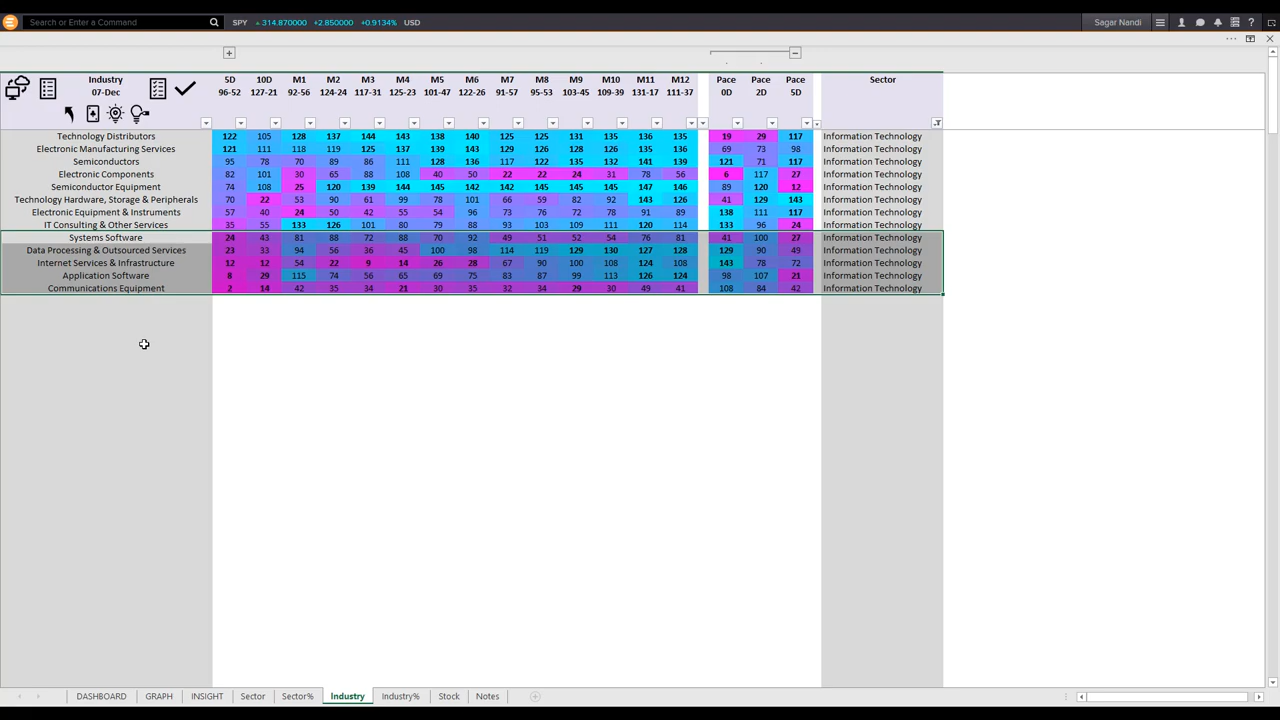 Search or Enter a Command SPY 314.870000 +2.850000 +0.9134% USD Sagar Nandi
Industry 5D 10D M1 M2 M3 M4 M5 M6 M7 M8 M9 M10 M11 M12 Pace Pace Pace Sector
07-Dec 96-52 127-21 92-56 124-24 117-31 125-23 101-47 122-26 91-57 95-53 103-45 109-39 131-17 111-37 0D 2D 5D
Technology Distributors 122 105 128 137 144 143 138 140 125 125 131 135 136 135 19 29 117 Information Technology
Electronic Manufacturing Services 121 111 118 119 125 137 139 143 129 126 128 126 135 136 69 73 98 Information Technology
Semiconductors 95 78 70 89 86 111 128 136 117 122 135 132 141 139 121 71 117 Information Technology
Electronic Components 82 101 30 65 88 108 40 50 22 22 24 31 78 56 6 117 27 Information Technology
Semiconductor Equipment 74 108 25 120 139 144 145 142 142 145 145 145 147 146 89 120 12 Information Technology
Technology Hardware, Storage & Peripherals 70 22 53 90 61 99 78 101 66 59 82 92 143 126 41 129 143 Information Technology
Electronic Equipment & Instruments 57 40 24 50 42 55 54 96 73 76 72 78 91 89 138 111 117 Information Technology
IT Consulting & Other Services 35 55 133 126 101 80 79 88 93 103 109 111 120 114 133 96 24 Information Technology
Systems Software 24 43 81 88 72 88 70 92 49 51 52 54 76 81 41 100 27 Information Technology
Data Processing & Outsourced Services 23 33 94 56 36 45 100 98 114 119 129 130 127 128 129 90 49 Information Technology
Internet Services & Infrastructure 12 12 54 22 9 14 26 28 67 90 100 108 124 108 143 78 72 Information Technology
Application Software 8 29 115 74 56 65 69 75 83 87 99 113 126 124 98 107 21 Information Technology
Communications Equipment 2 14 42 35 34 21 30 35 32 34 29 30 49 41 108 84 42 Information Technology
DASHBOARD GRAPH INSIGHT Sector Sector% Industry Industry% Stock Notes